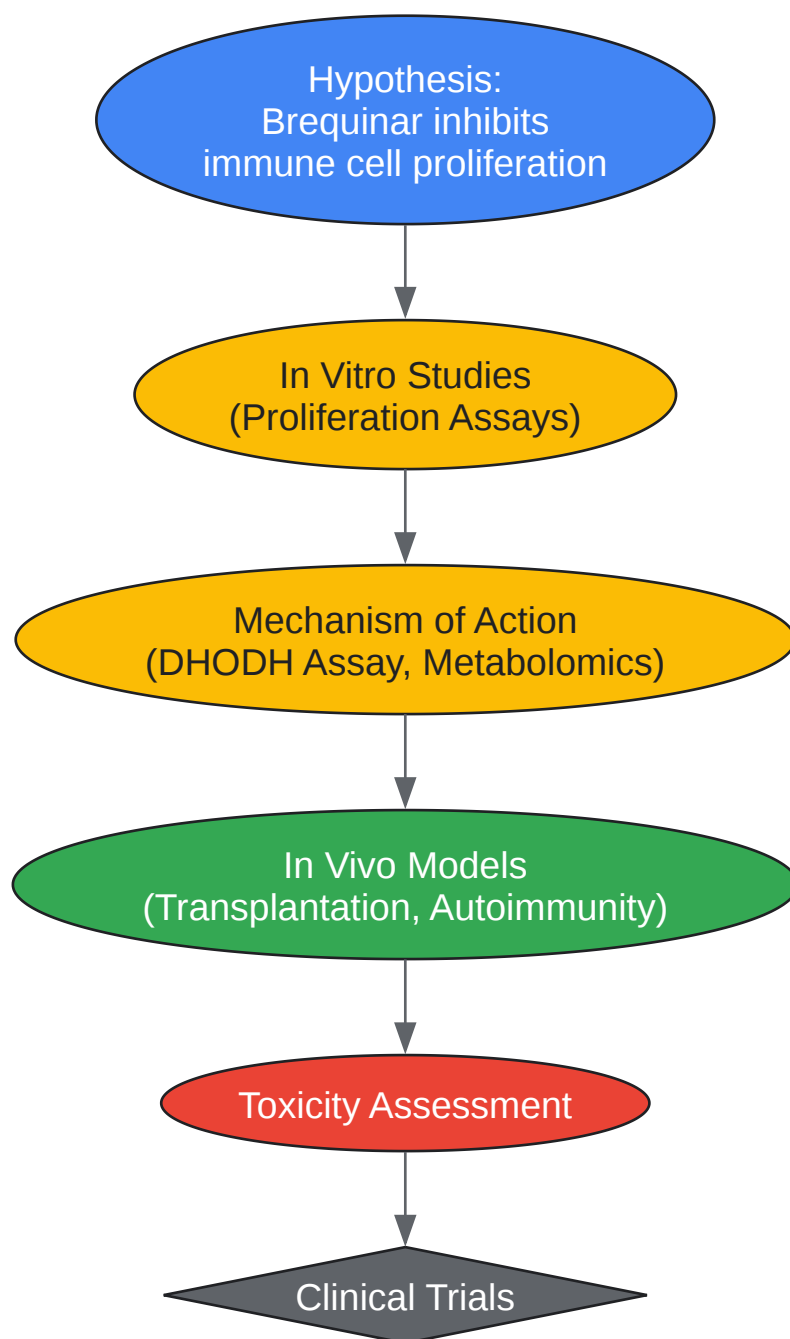 Hypothesis:
Brequinar inhibits
immune cell proliferation
In Vitro Studies
(Proliferation Assays)
Mechanism of Action
(DHODH Assay, Metabolomics)
In Vivo Models
(Transplantation, Autoimmunity)
Toxicity Assessment
Clinical Trials